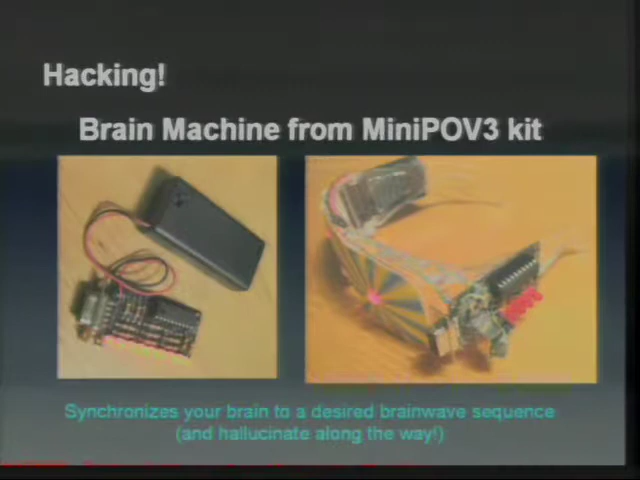 Hacking!
Brain Machine from MiniPOV3 kit
Synchronizes your brain to a desired brainwave sequence
(and hallucinate along the way!)